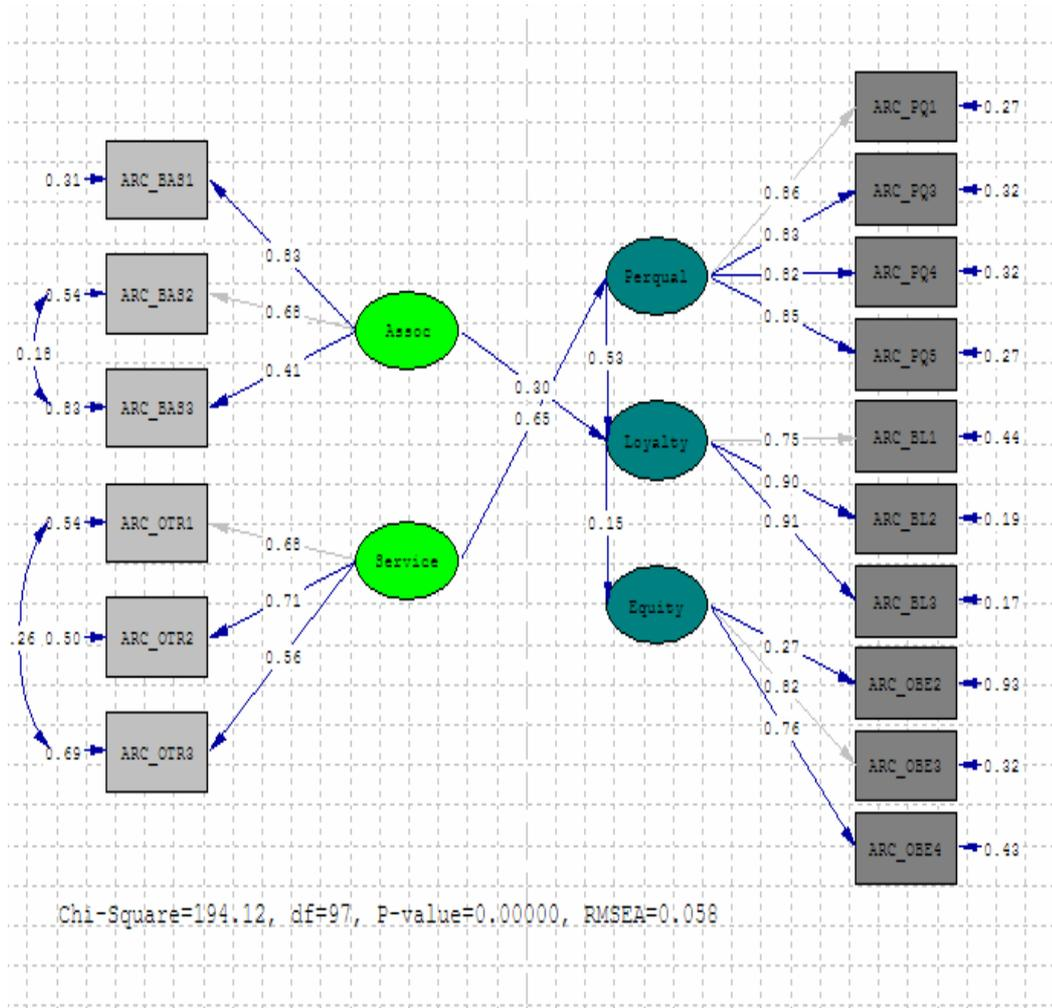 ARC_PQ1
0.27
0.31
ARC_BAS1
ARC_PQ3
0.32
0.86
0.83
0.83
Perqual
ARC_PQ4
0.32
0.82
0.54
ARC_BAS2
0.68
Assoc
0.85
ARC_PQ5
0.27
0.18
0.53
0.41
0.30
0.65
0.83
ARC_BAS3
Loyalty
0.75
ARC_BL1
0.44
0.90
0.91
ARC_BL2
0.19
0.54
ARC_OTR1
0.68
0.15
Service
ARC_BL3
0.17
0.71
Equity
.26
0.50
ARC_OTR2
0.56
0.27
0.82
0.76
ARC_OBE2
0.93
0.69
ARC_OTR3
ARC_OBE3
0.32
ARC_OBE4
0.43
Chi-Square=194.12, df=97, P-value=0.00000, RMSEA=0.058